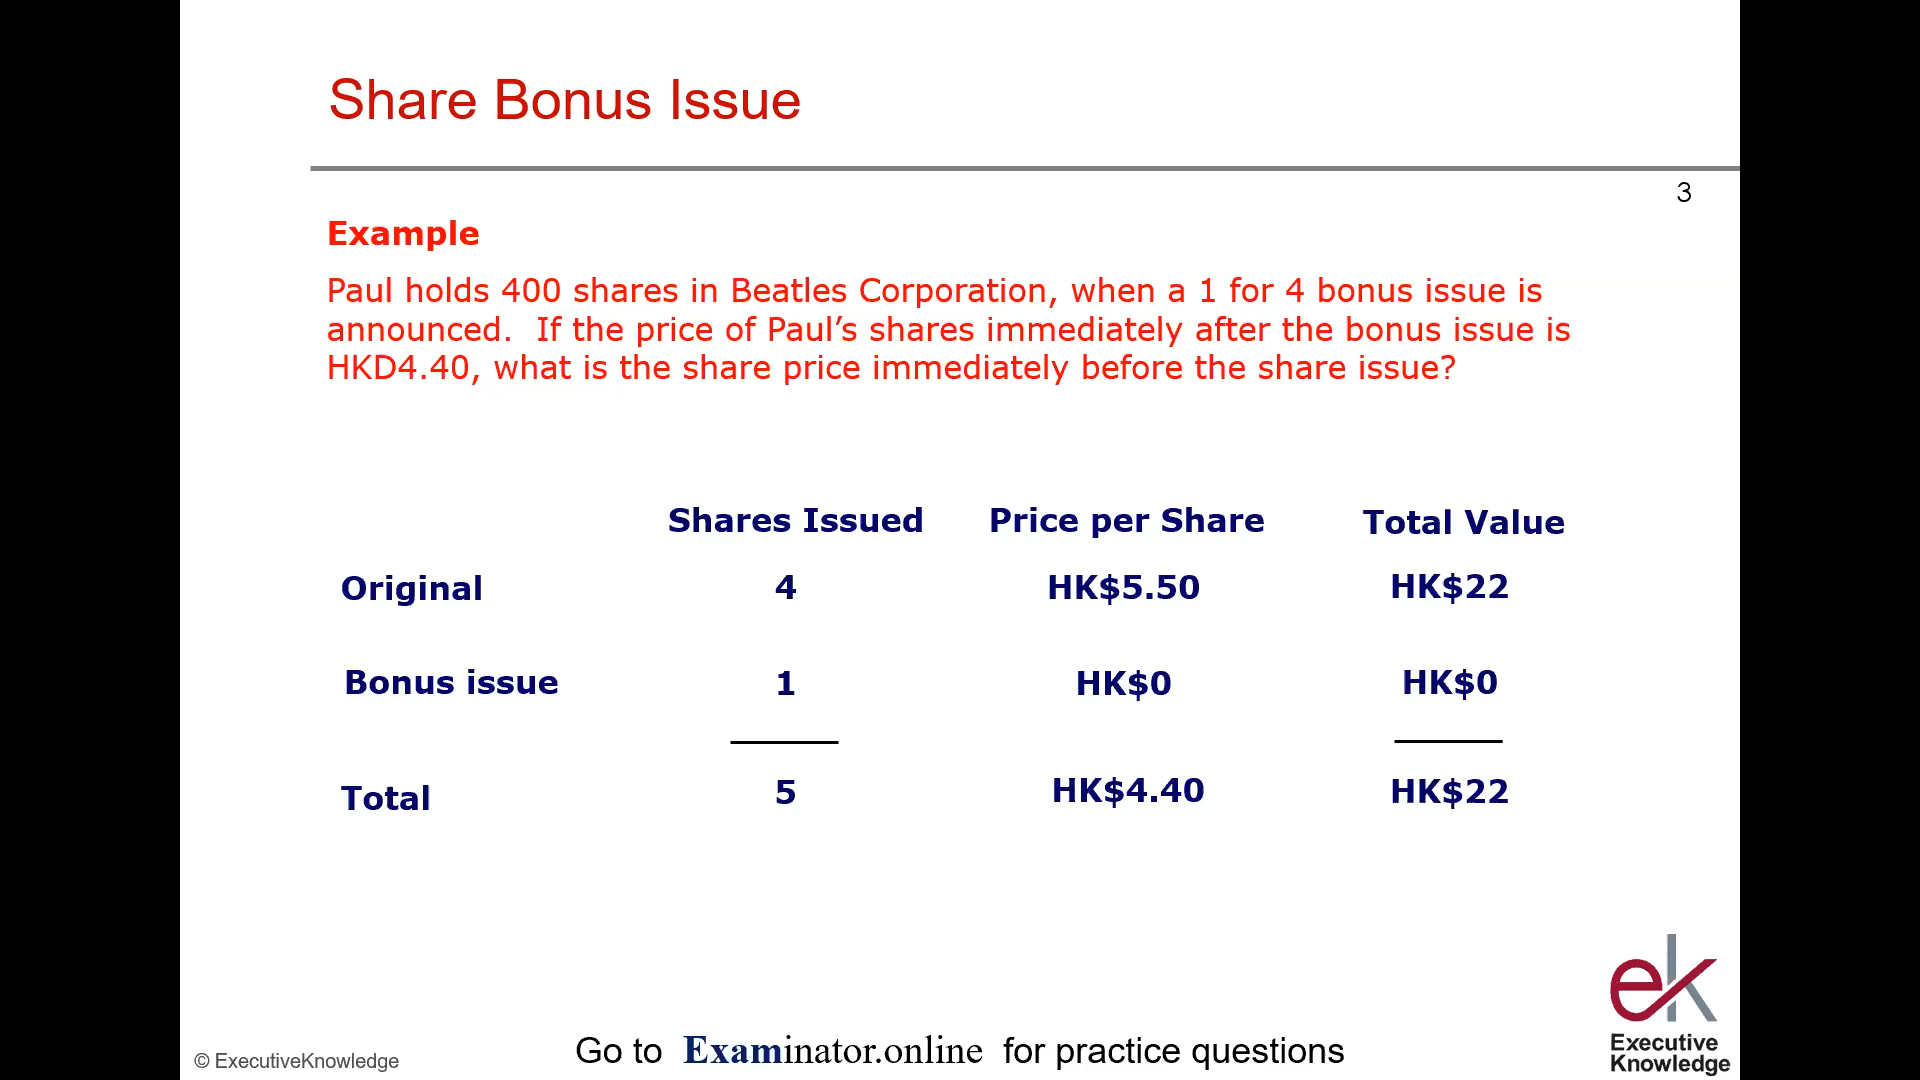 Share Bonus Issue
3
Example
Paul holds 400 shares in Beatles Corporation, when a 1 for 4 bonus issue is
announced.  If the price of Paul’s shares immediately after the bonus issue is
HKD4.40, what is the share price immediately before the share issue?
Shares Issued Price per Share Total Value
Original 4 HK$5.50 HK$22
Bonus issue 1 HK$0 HK$0
Total 5 HK$4.40 HK$22
ek
Executive
Knowledge
Go to Examinator.online for practice questions
© ExecutiveKnowledge